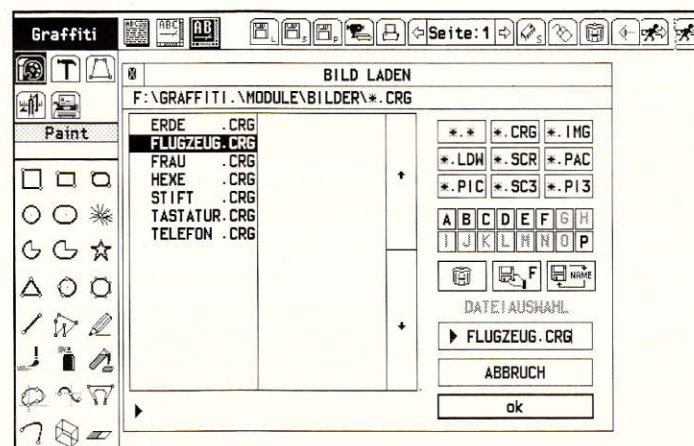 Graffiti
ABC
AB
L
S
P
Seite:1
S
T
Paint
BILD LADEN
F:\GRAFFITI.\MODULE\BILDER\*.CRG
ERDE .CRG
FLUGZEUG.CRG
FRAU .CRG
HEXE .CRG
STIFT .CRG
TASTATUR.CRG
TELEFON .CRG
*.* *.CRG *.IMG
*.LDW *.SCR *.PAC
*.PIC *.SC3 *.PI3
A B C D E F G H
I J K L M N O P
F NAME
DATEIAUSWAHL
FLUGZEUG.CRG
ABBRUCH
ok